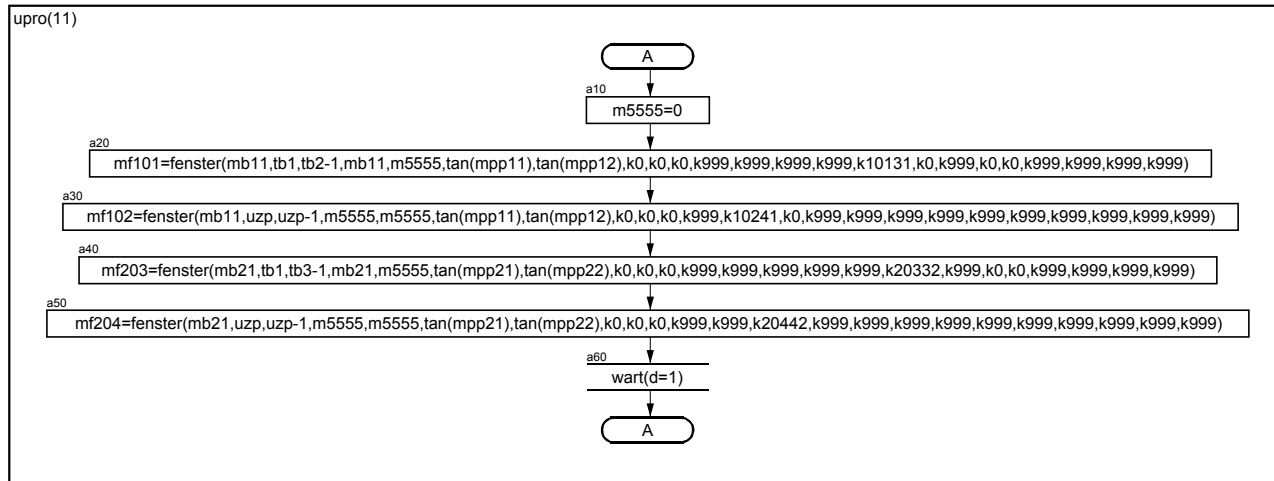 upro(11)
A
a10
m5555=0
a20
mf101=fenster(mb11,tb1,tb2-1,mb11,m5555,tan(mpp11),tan(mpp12),k0,k0,k0,k999,k999,k999,k999,k10131,k0,k999,k0,k0,k999,k999,k999,k999)
a30
mf102=fenster(mb11,uzp,uzp-1,m5555,m5555,tan(mpp11),tan(mpp12),k0,k0,k0,k999,k10241,k0,k999,k999,k999,k999,k999,k999,k999,k999,k999,k999)
a40
mf203=fenster(mb21,tb1,tb3-1,mb21,m5555,tan(mpp21),tan(mpp22),k0,k0,k0,k999,k999,k999,k999,k999,k20332,k999,k0,k0,k999,k999,k999,k999)
a50
mf204=fenster(mb21,uzp,uzp-1,m5555,m5555,tan(mpp21),tan(mpp22),k0,k0,k0,k999,k999,k20442,k999,k999,k999,k999,k999,k999,k999,k999,k999,k999)
a60
wart(d=1)
A